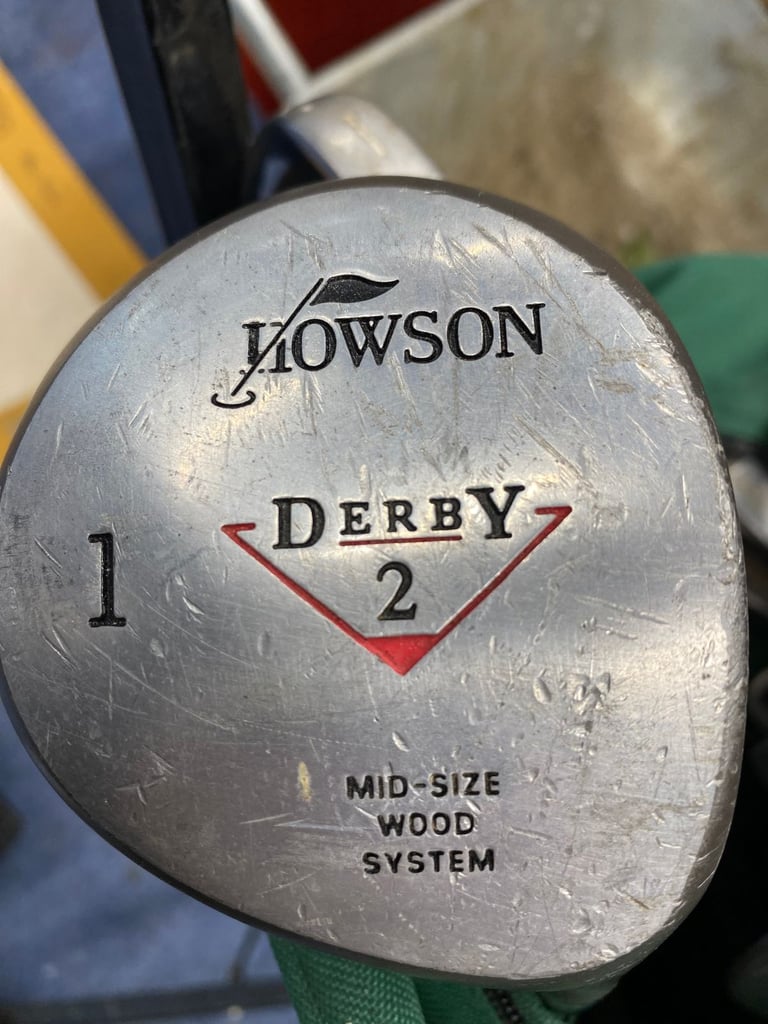 HOWSON
DERBY
2
1
MID-SIZE
WOOD
SYSTEM